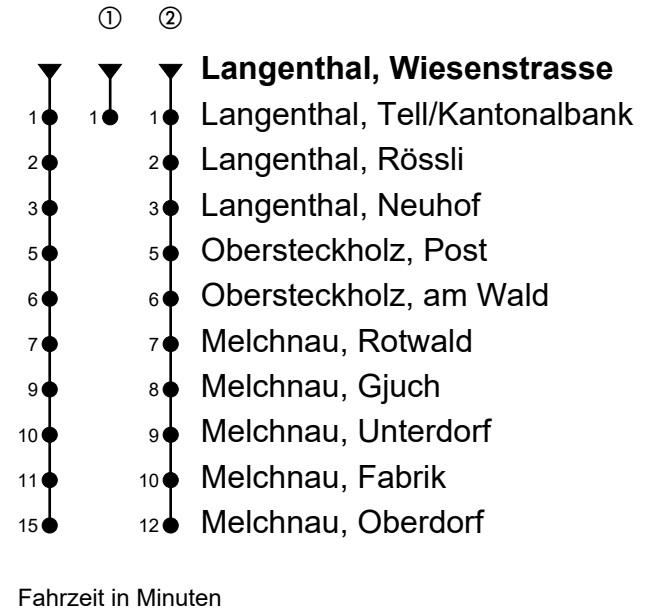 ① ②
Langenthal, Wiesenstrasse
1 1 1 Langenthal, Tell/Kantonalbank
2 2 Langenthal, Rössli
3 3 Langenthal, Neuhof
5 5 Obersteckholz, Post
6 6 Obersteckholz, am Wald
7 7 Melchnau, Rotwald
9 8 Melchnau, Gjuch
10 9 Melchnau, Unterdorf
11 10 Melchnau, Fabrik
15 12 Melchnau, Oberdorf
Fahrzeit in Minuten